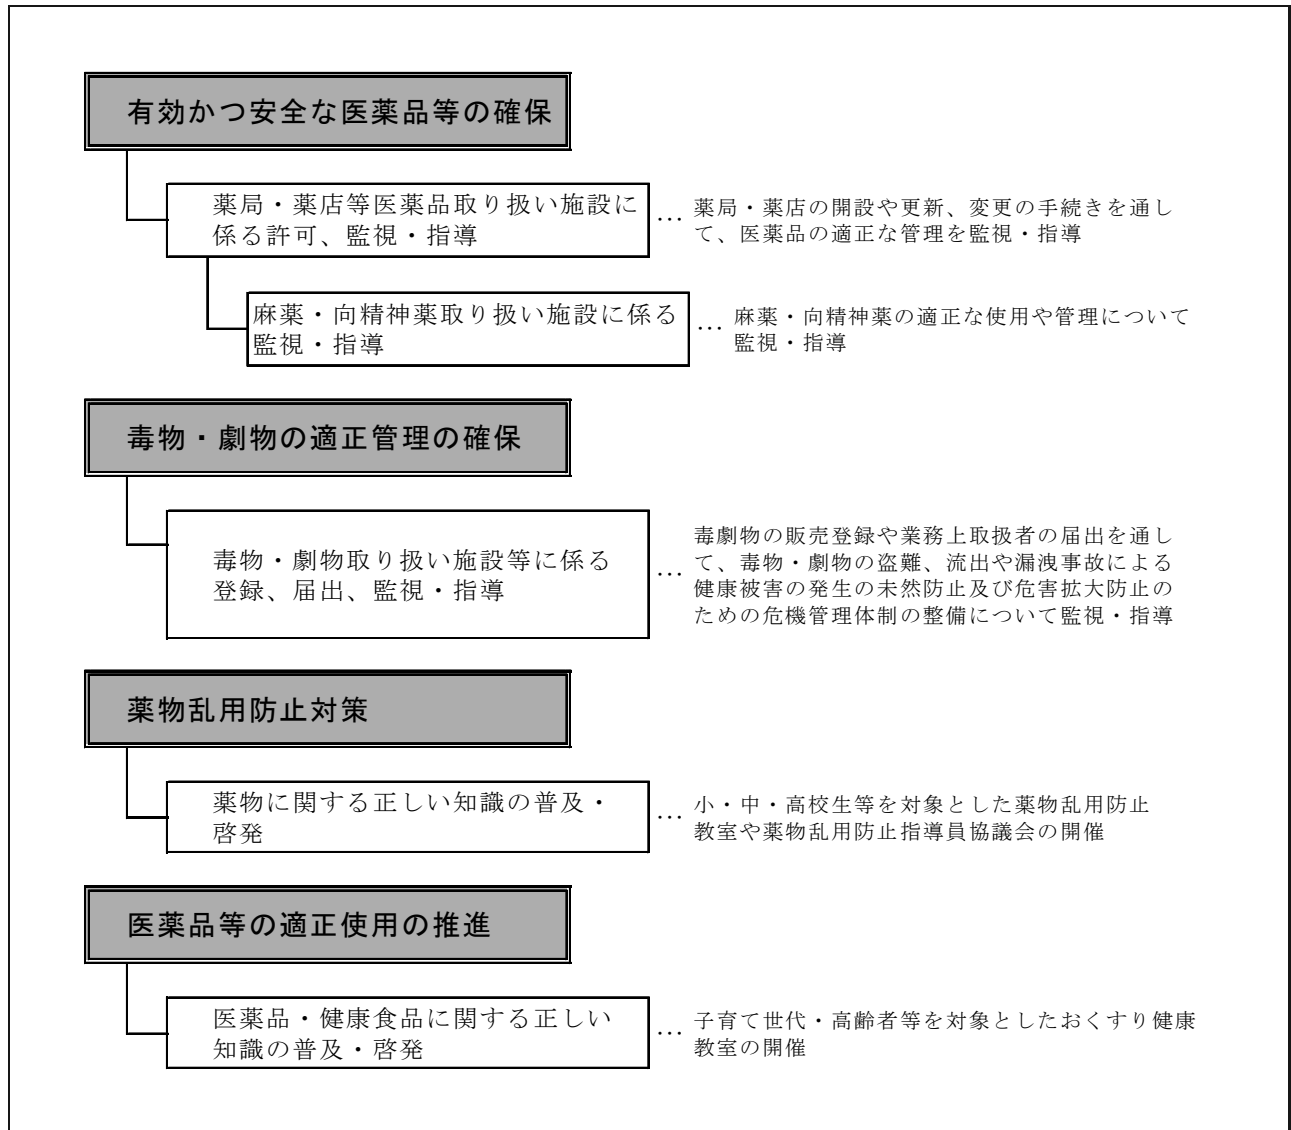 有効かつ安全な医薬品等の確保
薬局・薬店等医薬品取り扱い施設に
係る許可、監視・指導
… 薬局・薬店の開設や更新、変更の手続きを通し
て、医薬品の適正な管理を監視・指導
麻薬・向精神薬取り扱い施設に係る
監視・指導
… 麻薬・向精神薬の適正な使用や管理について
監視・指導
毒物・劇物の適正管理の確保
毒物・劇物取り扱い施設等に係る
登録、届出、監視・指導
… 毒劇物の販売登録や業務上取扱者の届出を通し
て、毒物・劇物の盗難、流出や漏洩事故による
健康被害の発生の未然防止及び危害拡大防止の
ための危機管理体制の整備について監視・指導
薬物乱用防止対策
薬物に関する正しい知識の普及・
啓発
… 小・中・高校生等を対象とした薬物乱用防止
教室や薬物乱用防止指導員協議会の開催
医薬品等の適正使用の推進
医薬品・健康食品に関する正しい
知識の普及・啓発
… 子育て世代・高齢者等を対象としたおくすり健康
教室の開催